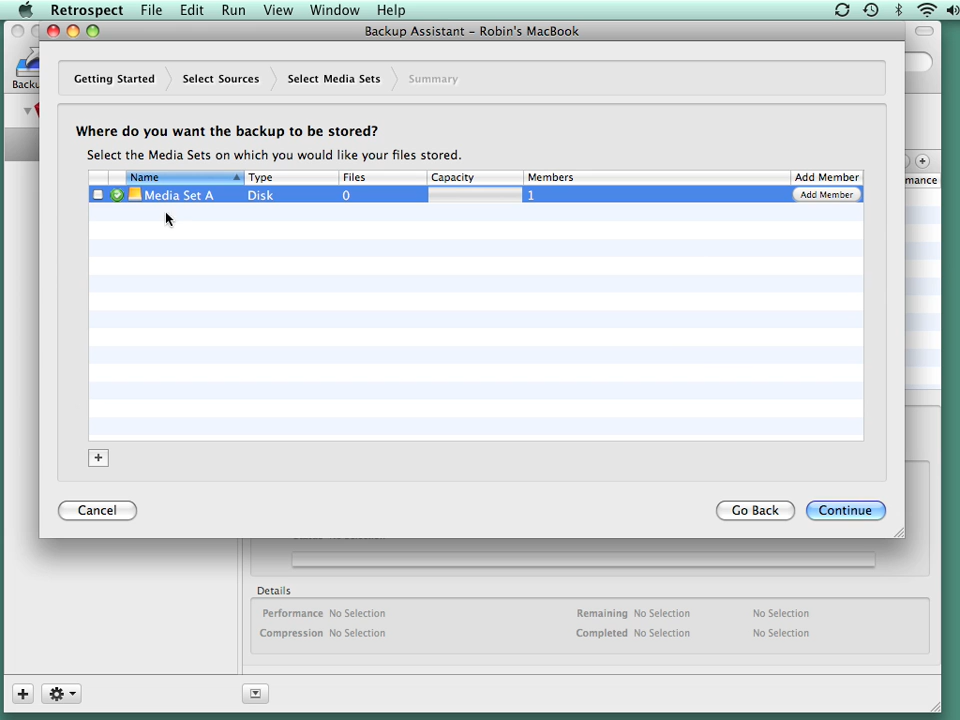 Retrospect File Edit Run View Window Help
Backup Assistant – Robin's MacBook
Backu
Getting Started Select Sources Select Media Sets Summary
Where do you want the backup to be stored?
Select the Media Sets on which you would like your files stored.
Name Type Files Capacity Members Add Member
mance
Media Set A Disk 0 1 Add Member
+
Cancel Go Back Continue
No Selection
Details
Performance No Selection Remaining No Selection No Selection
Compression No Selection Completed No Selection No Selection